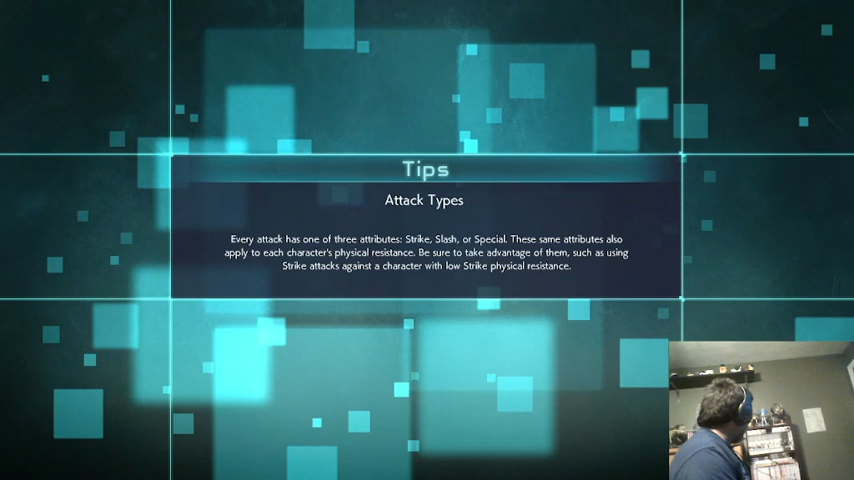 Tips
Attack Types
Every attack has one of three attributes: Strike, Slash, or Special. These same attributes also
apply to each character's physical resistance. Be sure to take advantage of them, such as using
Strike attacks against a character with low Strike physical resistance.